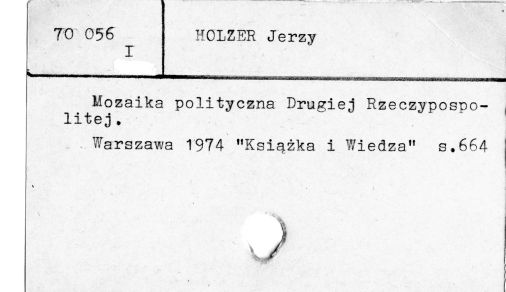 70 056
I
HOLZER Jerzy
Mozaika polityczna Drugiej Rzeczypospo-
litej.
Warszawa 1974 "Książka i Wiedza" s.664